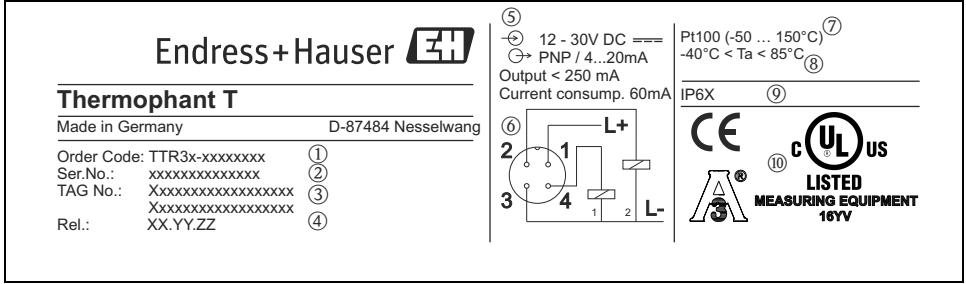 Endress+Hauser EH
Thermophant T
Made in Germany D-87484 Nesselwang
Order Code: TTR3x-xxxxxxxx ①
Ser.No.: xxxxxxxxxxxxxx ②
TAG No.: Xxxxxxxxxxxxxxxxxx ③
Xxxxxxxxxxxxxxxxxx
Rel.: XX.YY.ZZ ④
⑤
12 - 30V DC
PNP / 4...20mA
Output < 250 mA
Current consump. 60mA
⑥
L+
2 1
3 4
1 2 L-
Pt100 (-50 ... 150°C) ⑦
-40°C < Ta < 85°C ⑧
IP6X ⑨
CE
C UL US
®
⑩
LISTED
MEASURING EQUIPMENT
16YV
A 3 ®